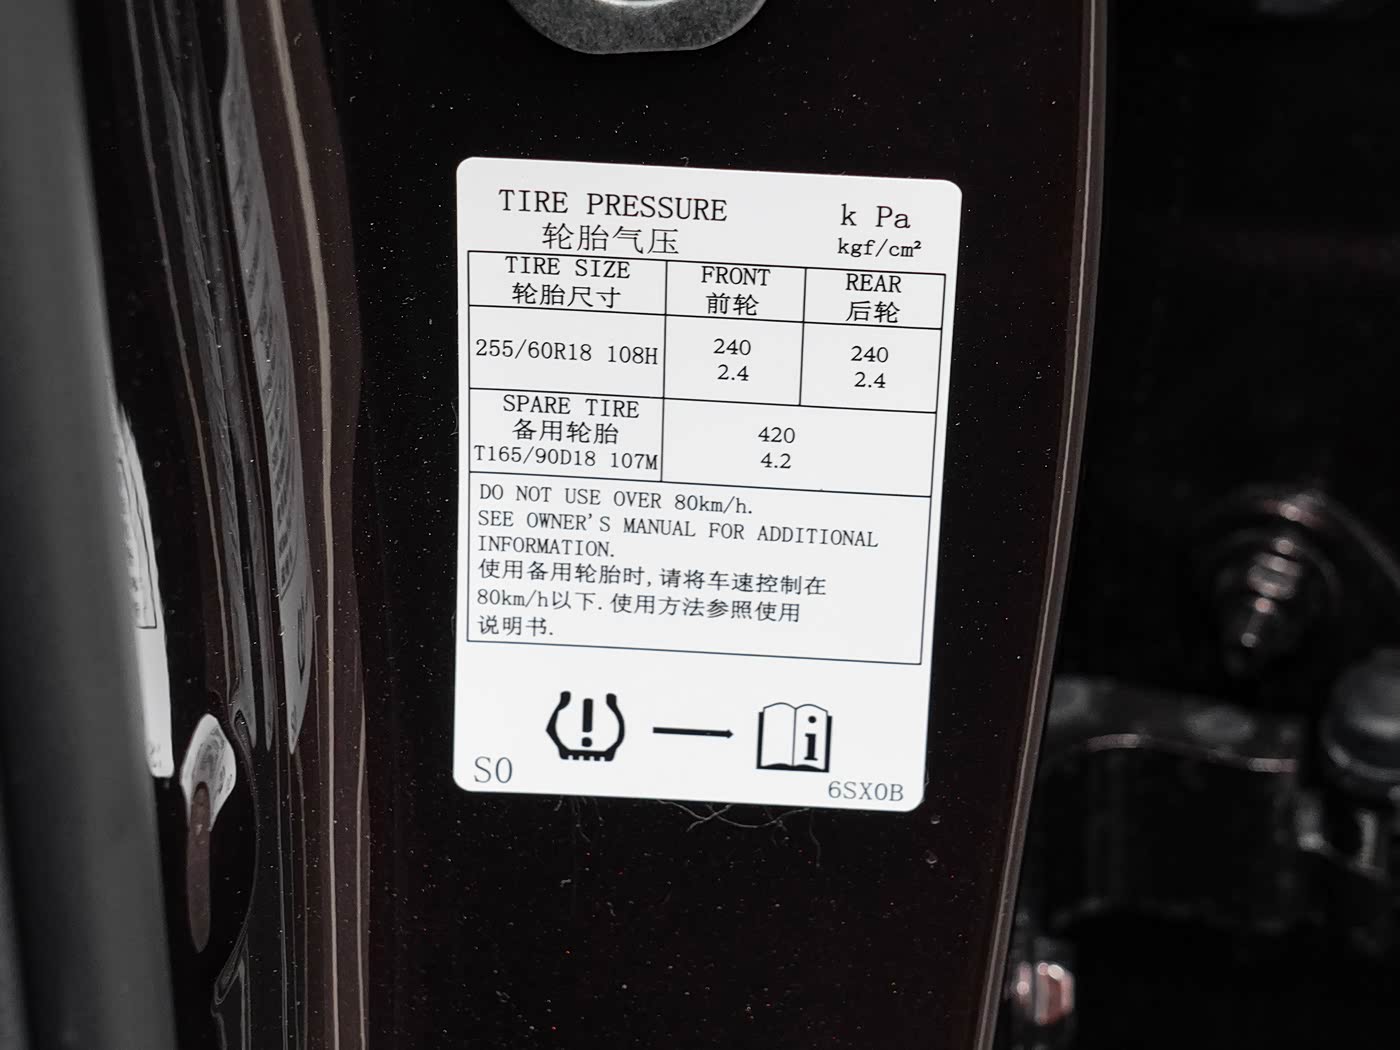 TIRE PRESSURE
轮胎气压
k Pa
kgf/cm²
TIRE SIZE
轮胎尺寸
FRONT
前轮
REAR
后轮
255/60R18 108H
240
2.4
240
2.4
SPARE TIRE
备用轮胎
T165/90D18 107M
420
4.2
DO NOT USE OVER 80km/h.
SEE OWNER'S MANUAL FOR ADDITIONAL
INFORMATION.
使用备用轮胎时,请将车速控制在
80km/h以下.使用方法参照使用
说明书.
S0
6SX0B